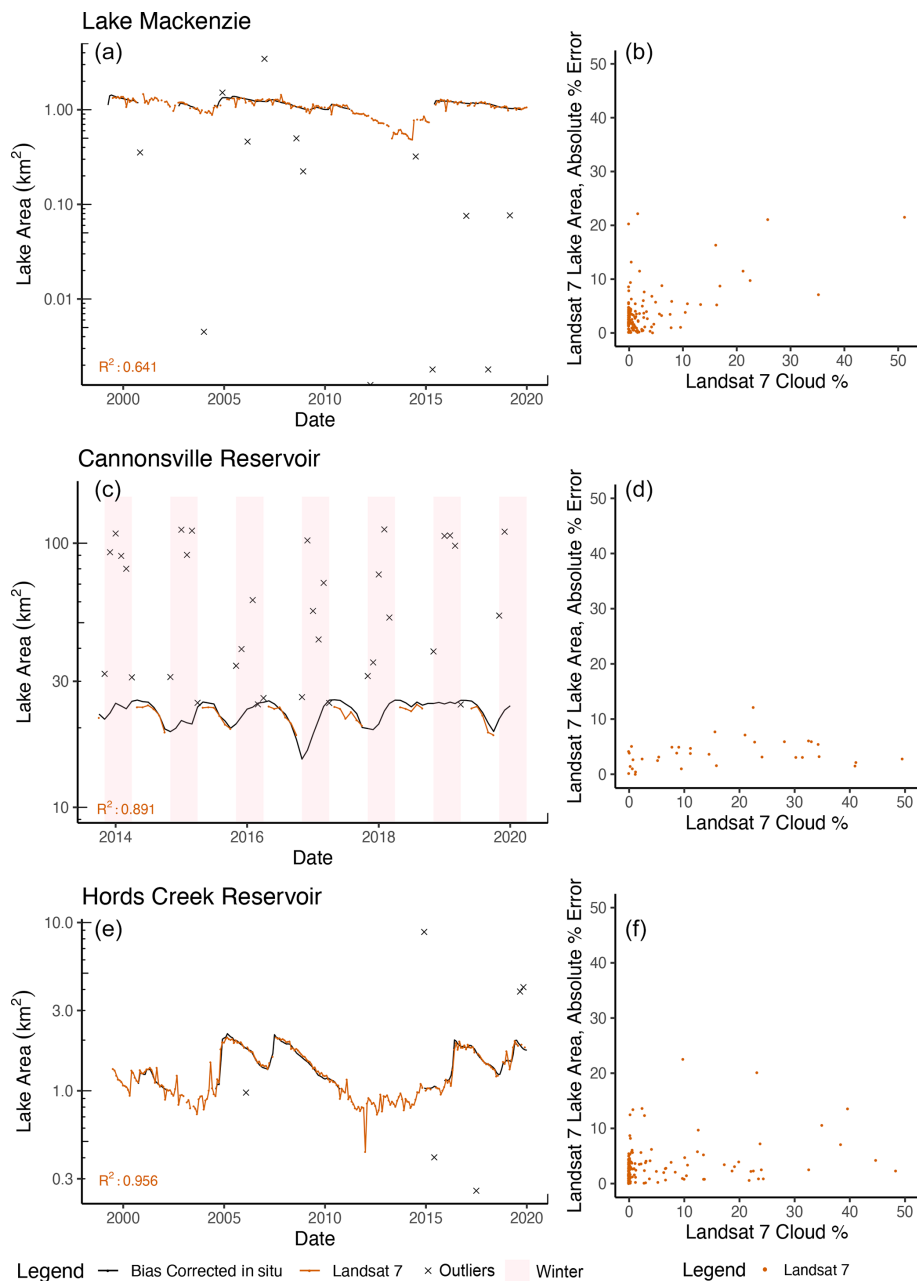 Lake Mackenzie
(a)
Lake Area (km²)
1.00
0.10
0.01
R²: 0.641
2000 2005 2010 2015 2020
Date
(b)
Landsat 7 Lake Area, Absolute % Error
50
40
30
20
10
0
0 10 20 30 40 50
Landsat 7 Cloud %
Cannonsville Reservoir
(c)
Lake Area (km²)
100
30
10
R²: 0.891
2014 2016 2018 2020
Date
(d)
Landsat 7 Lake Area, Absolute % Error
50
40
30
20
10
0
0 10 20 30 40 50
Landsat 7 Cloud %
Hords Creek Reservoir
(e)
Lake Area (km²)
10.0
3.0
1.0
0.3
R²: 0.956
2000 2005 2010 2015 2020
Date
(f)
Landsat 7 Lake Area, Absolute % Error
50
40
30
20
10
0
0 10 20 30 40 50
Landsat 7 Cloud %
Legend Bias Corrected in situ Landsat 7 × Outliers Winter
Legend Landsat 7